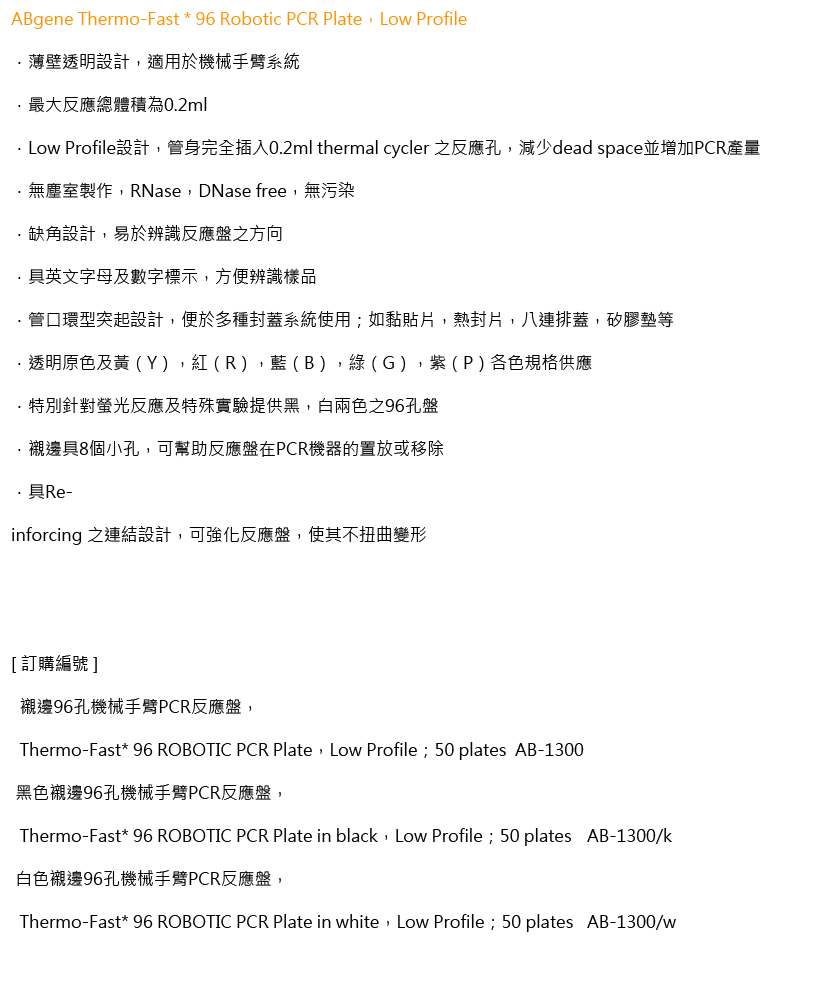 ABgene Thermo-Fast * 96 Robotic PCR Plate，Low Profile
．薄壁透明設計，適用於機械手臂系統
．最大反應總體積為0.2ml
．Low Profile設計，管身完全插入0.2ml thermal cycler 之反應孔，減少dead space並增加PCR產量
．無塵室製作，RNase，DNase free，無污染
．缺角設計，易於辨識反應盤之方向
．具英文字母及數字標示，方便辨識樣品
．管口環型突起設計，便於多種封蓋系統使用；如黏貼片，熱封片，八連排蓋，矽膠墊等
．透明原色及黃（Y），紅（R），藍（B），綠（G），紫（P）各色規格供應
．特別針對螢光反應及特殊實驗提供黑，白兩色之96孔盤
．襯邊具8個小孔，可幫助反應盤在PCR機器的置放或移除
．具Re-
inforcing 之連結設計，可強化反應盤，使其不扭曲變形
[ 訂購編號 ]
襯邊96孔機械手臂PCR反應盤，
Thermo-Fast* 96 ROBOTIC PCR Plate，Low Profile；50 plates  AB-1300
黑色襯邊96孔機械手臂PCR反應盤，
Thermo-Fast* 96 ROBOTIC PCR Plate in black，Low Profile；50 plates   AB-1300/k
白色襯邊96孔機械手臂PCR反應盤，
Thermo-Fast* 96 ROBOTIC PCR Plate in white，Low Profile；50 plates   AB-1300/w